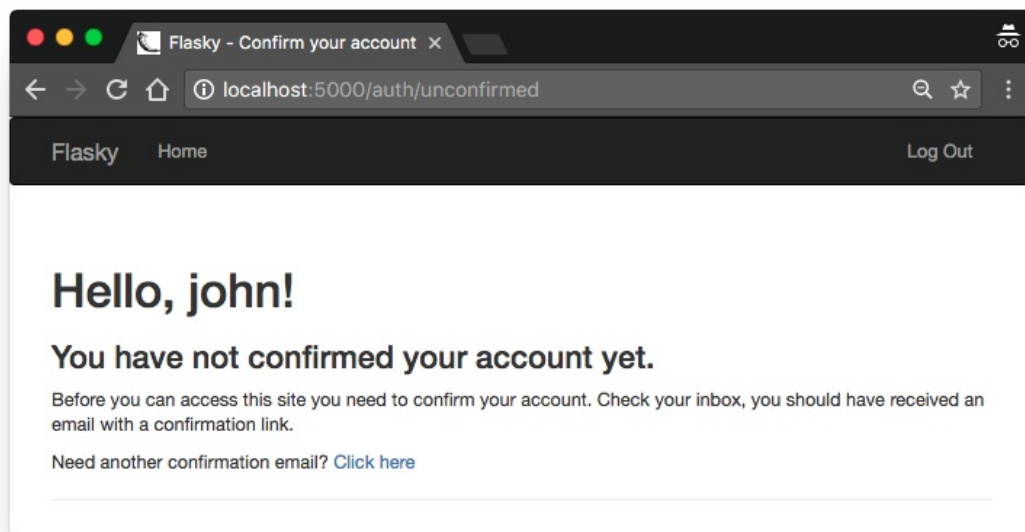 Flasky - Confirm your account
localhost:5000/auth/unconfirmed
Flasky Home Log Out
Hello, john!
You have not confirmed your account yet.
Before you can access this site you need to confirm your account. Check your inbox, you should have received an
email with a confirmation link.
Need another confirmation email? Click here